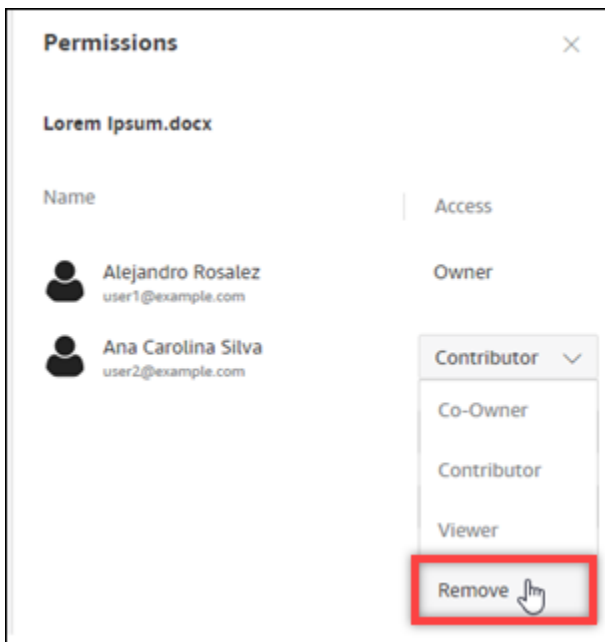 Permissions
Lorem Ipsum.docx
Name
Access
Alejandro Rosalez
Owner
user1@example.com
Ana Carolina Silva
Contributor
user2@example.com
Co-Owner
Contributor
Viewer
Remove